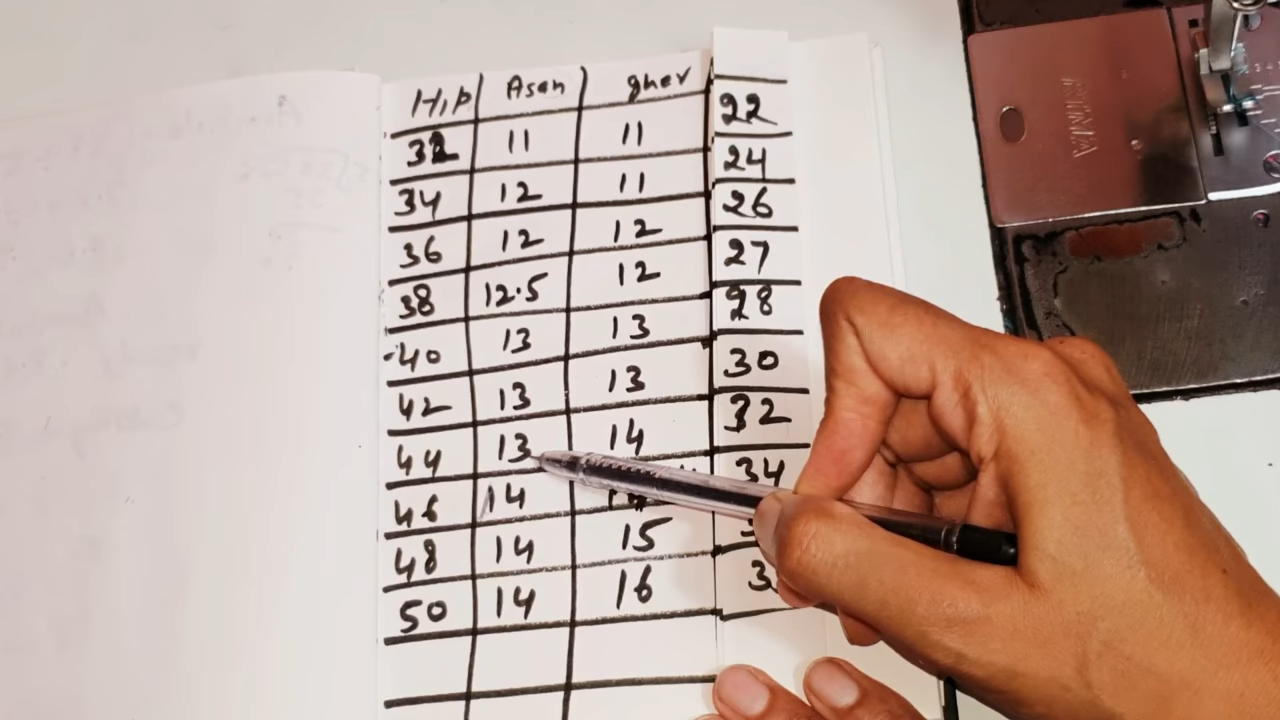 Hip Asen gher
32 11 11 22
34 12 11 24
36 12 12 26
38 12.5 12 27
40 13 13 28
42 13 13 30
44 13 14 32
46 14 34
48 14 15
50 14 16
RINA